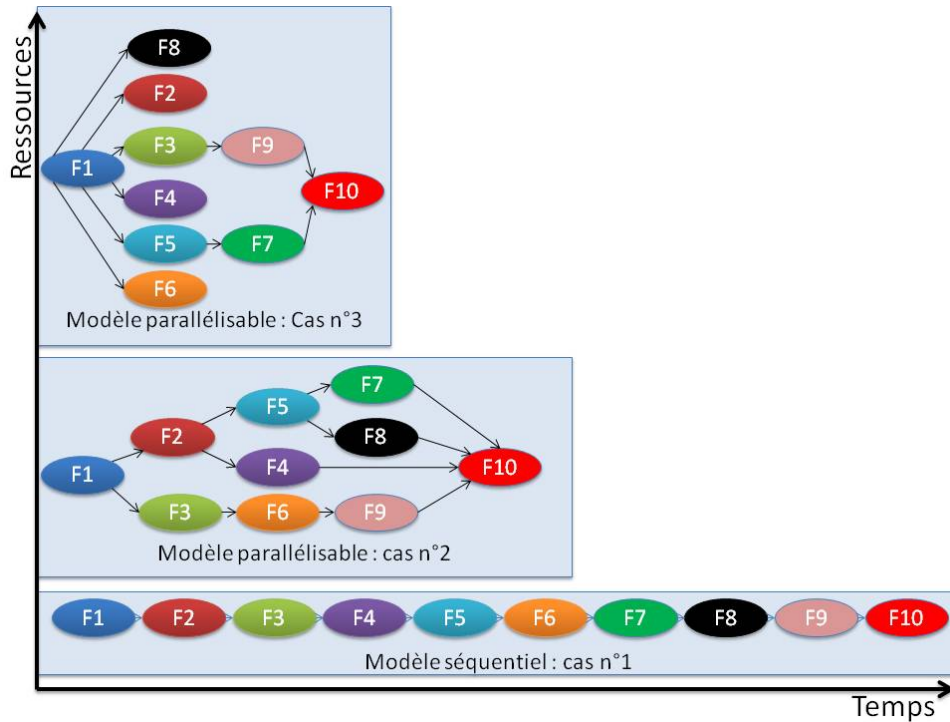 Ressources
F8
F2
F3
F9
F1
F10
F4
F5
F7
F6
Modèle parallélisable : Cas n°3
F7
F5
F8
F2
F4
F10
F1
F3
F6
F9
Modèle parallélisable : cas n°2
F1 F2 F3 F4 F5 F6 F7 F8 F9 F10
Modèle séquentiel : cas n°1
Temps